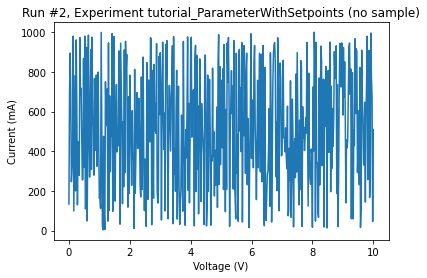 Run #2, Experiment tutorial_ParameterWithSetpoints (no sample)
1000
800
600
400
200
0
Current (mA)
0 2 4 6 8 10
Voltage (V)